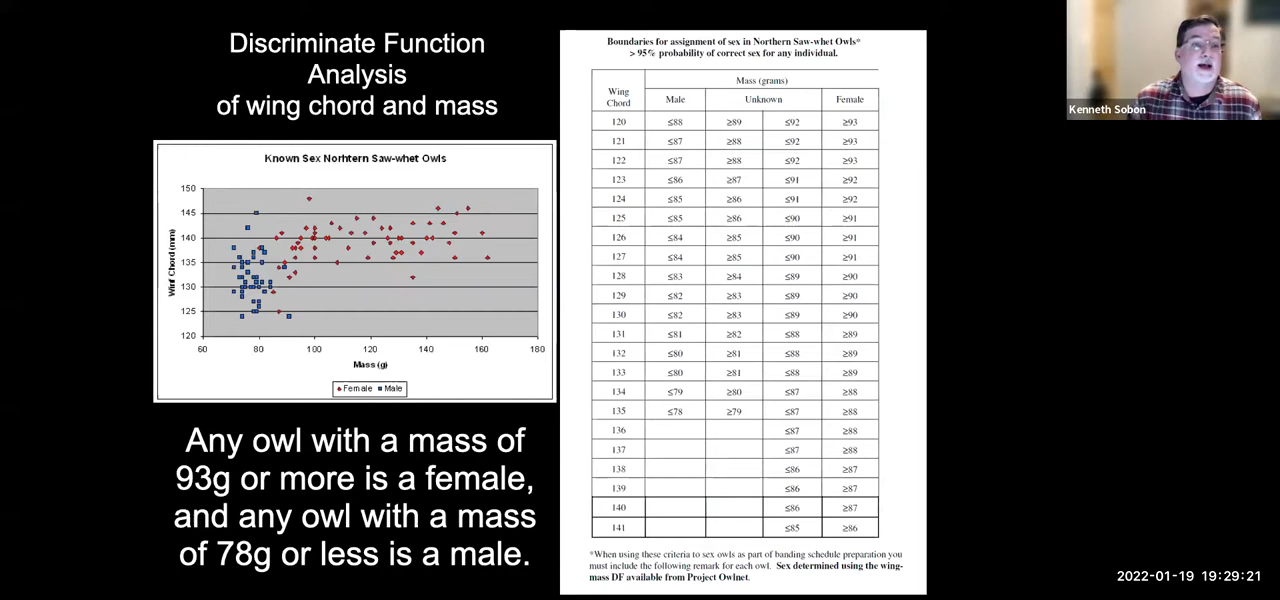 Discriminate Function
Analysis
of wing chord and mass
Known Sex Norhtern Saw-whet Owls
150
145
140
135
130
125
120
60 80 100 120 140 160 180
Winf Chord (mm)
Mass (g)
Female Male
Any owl with a mass of
93g or more is a female,
and any owl with a mass
of 78g or less is a male.
Boundaries for assignment of sex in Northern Saw-whet Owls*
> 95% probability of correct sex for any individual.
Mass (grams)
Wing
Chord
Male Unknown Female
120 ≤88 ≥89 ≤92 ≥93
121 ≤87 ≥88 ≤92 ≥93
122 ≤87 ≥88 ≤92 ≥93
123 ≤86 ≥87 ≤91 ≥92
124 ≤85 ≥86 ≤91 ≥92
125 ≤85 ≥86 ≤90 ≥91
126 ≤84 ≥85 ≤90 ≥91
127 ≤84 ≥85 ≤90 ≥91
128 ≤83 ≥84 ≤89 ≥90
129 ≤82 ≥83 ≤89 ≥90
130 ≤82 ≥83 ≤89 ≥90
131 ≤81 ≥82 ≤88 ≥89
132 ≤80 ≥81 ≤88 ≥89
133 ≤80 ≥81 ≤88 ≥89
134 ≤79 ≥80 ≤87 ≥88
135 ≤78 ≥79 ≤87 ≥88
136 ≤87 ≥88
137 ≤87 ≥88
138 ≤86 ≥87
139 ≤86 ≥87
140 ≤86 ≥87
141 ≤85 ≥86
*When using these criteria to sex owls as part of banding schedule preparation you
must include the following remark for each owl. Sex determined using the wing-
mass DF available from Project Owlnet.
Kenneth Sobon
2022-01-19 19:29:21